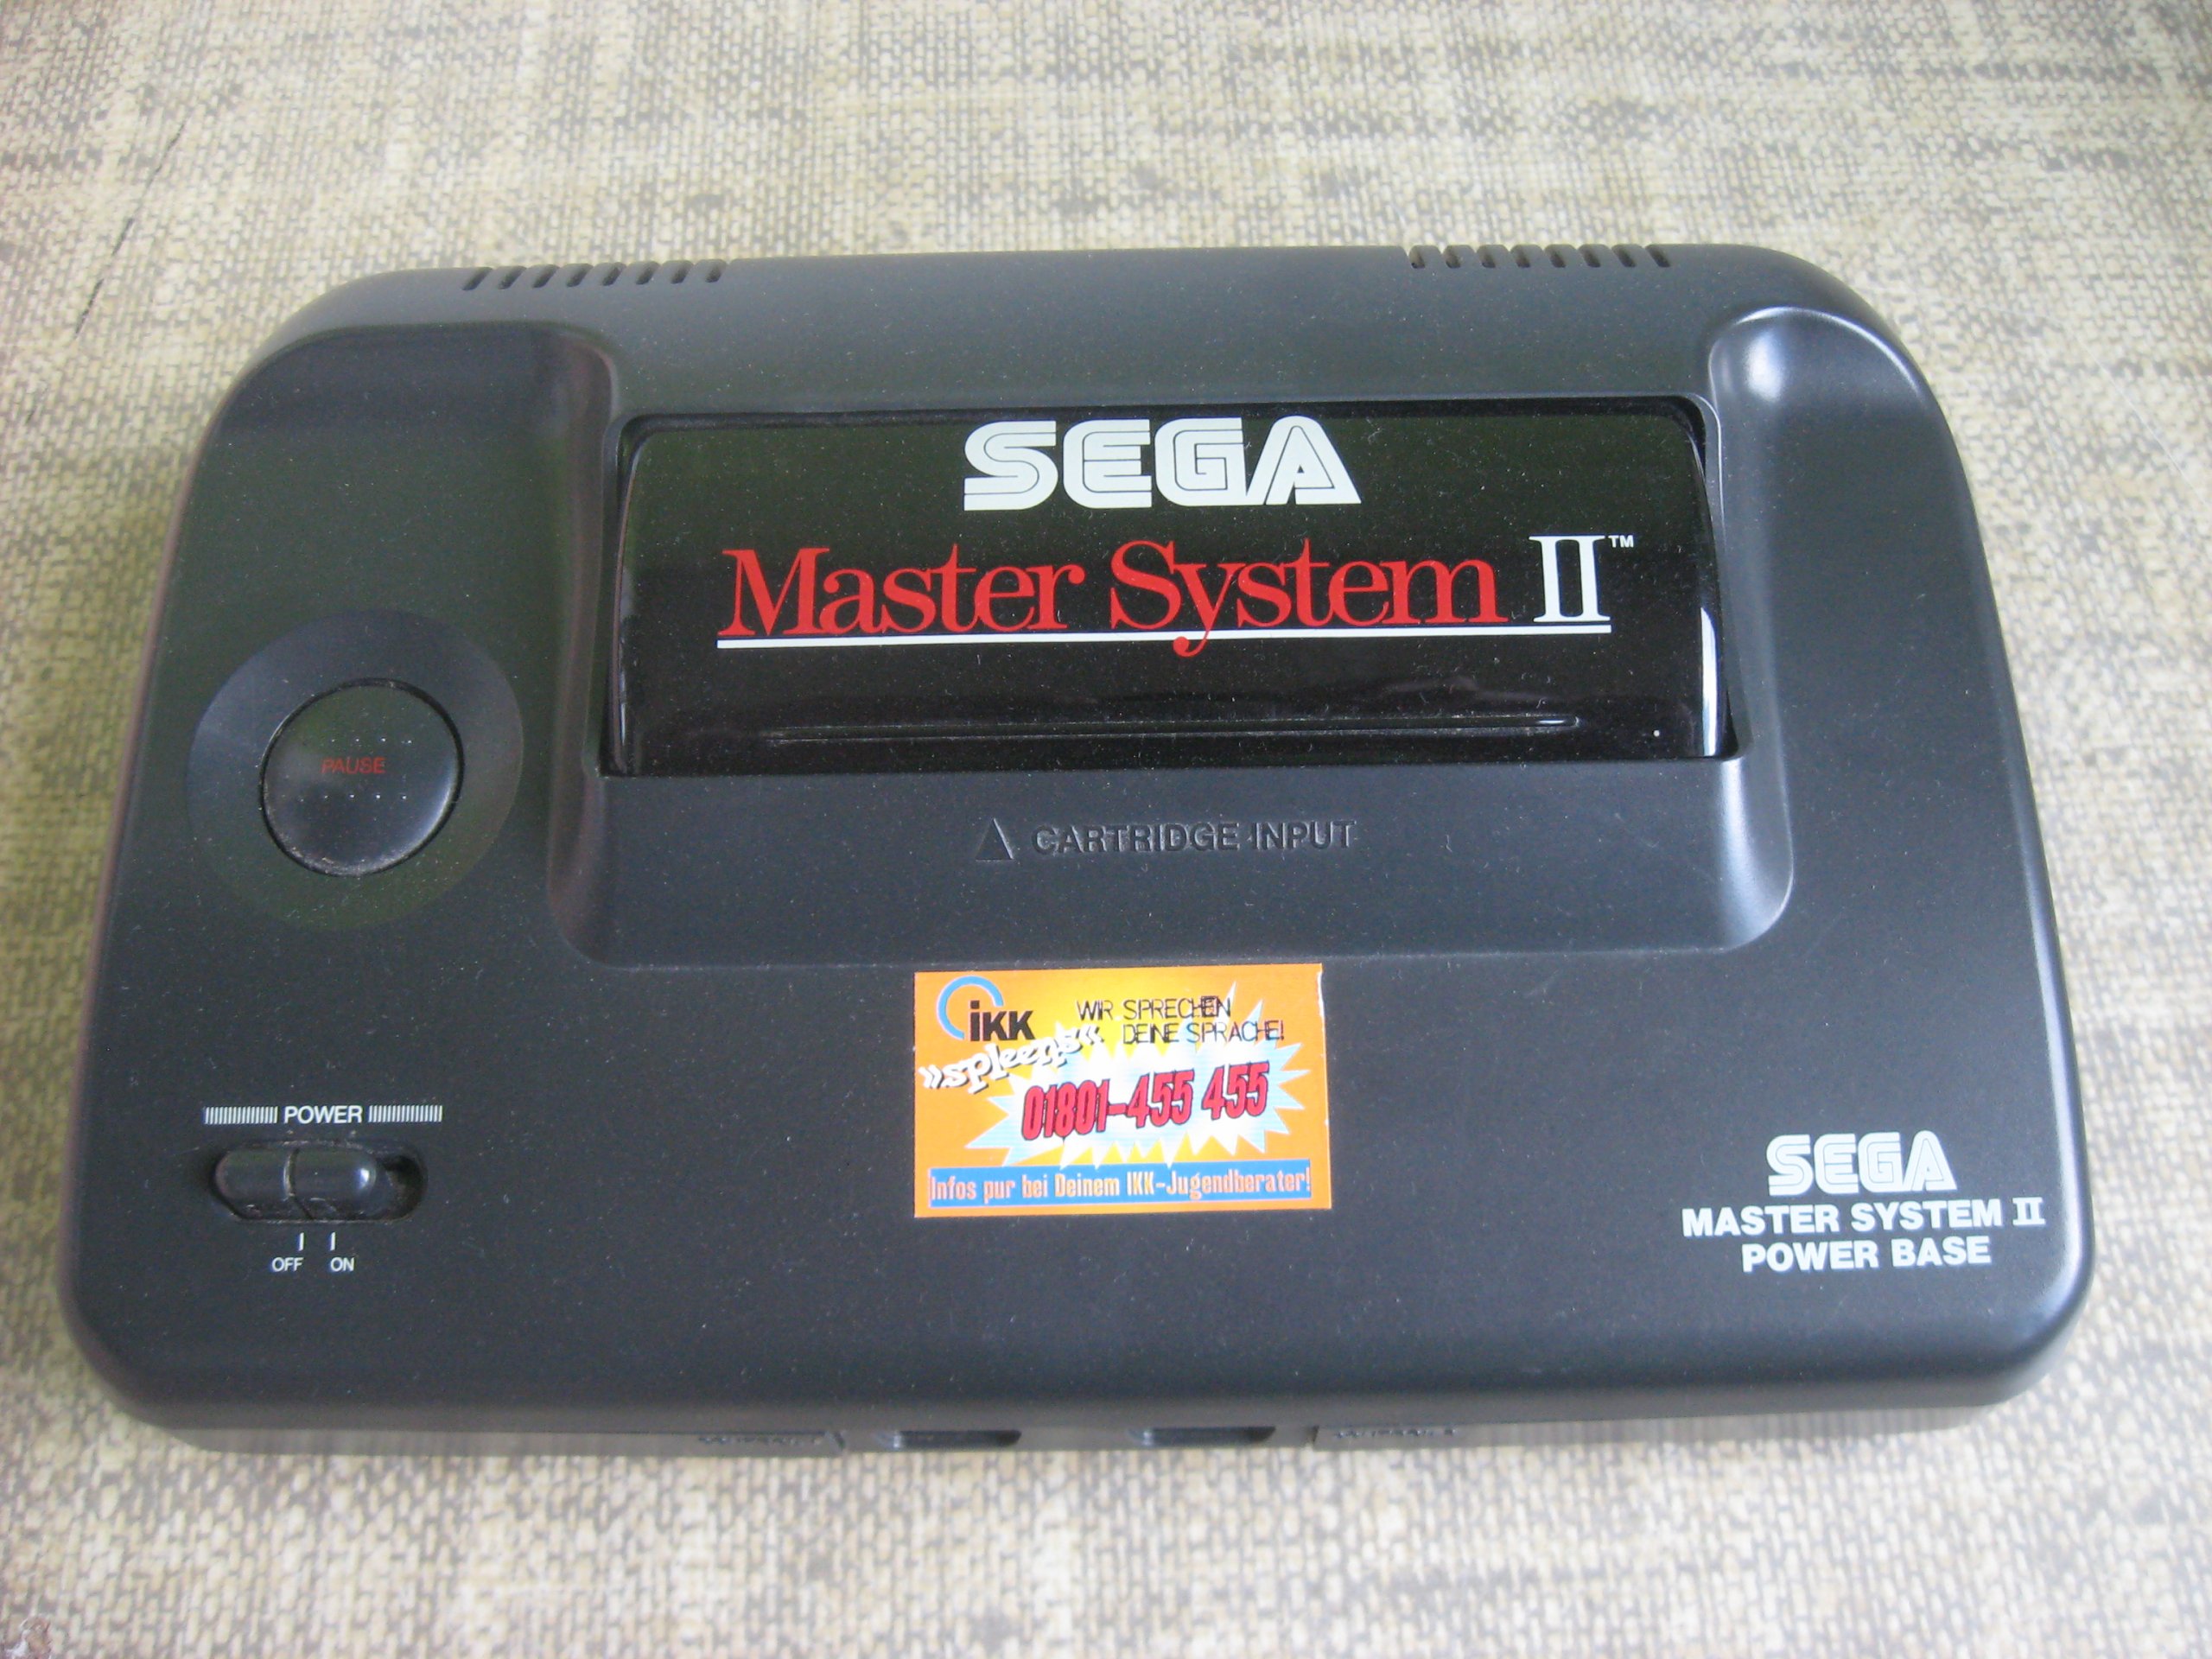 SEGA
Master System II™
PAUSE
CARTRIDGE INPUT
iKK
WIR SPRECHEN
DEINE SPRACHE!
»spleens«
01801-455 455
Infos pur bei Deinem IKK-Jugendberater!
POWER
OFF ON
SEGA
MASTER SYSTEM II
POWER BASE